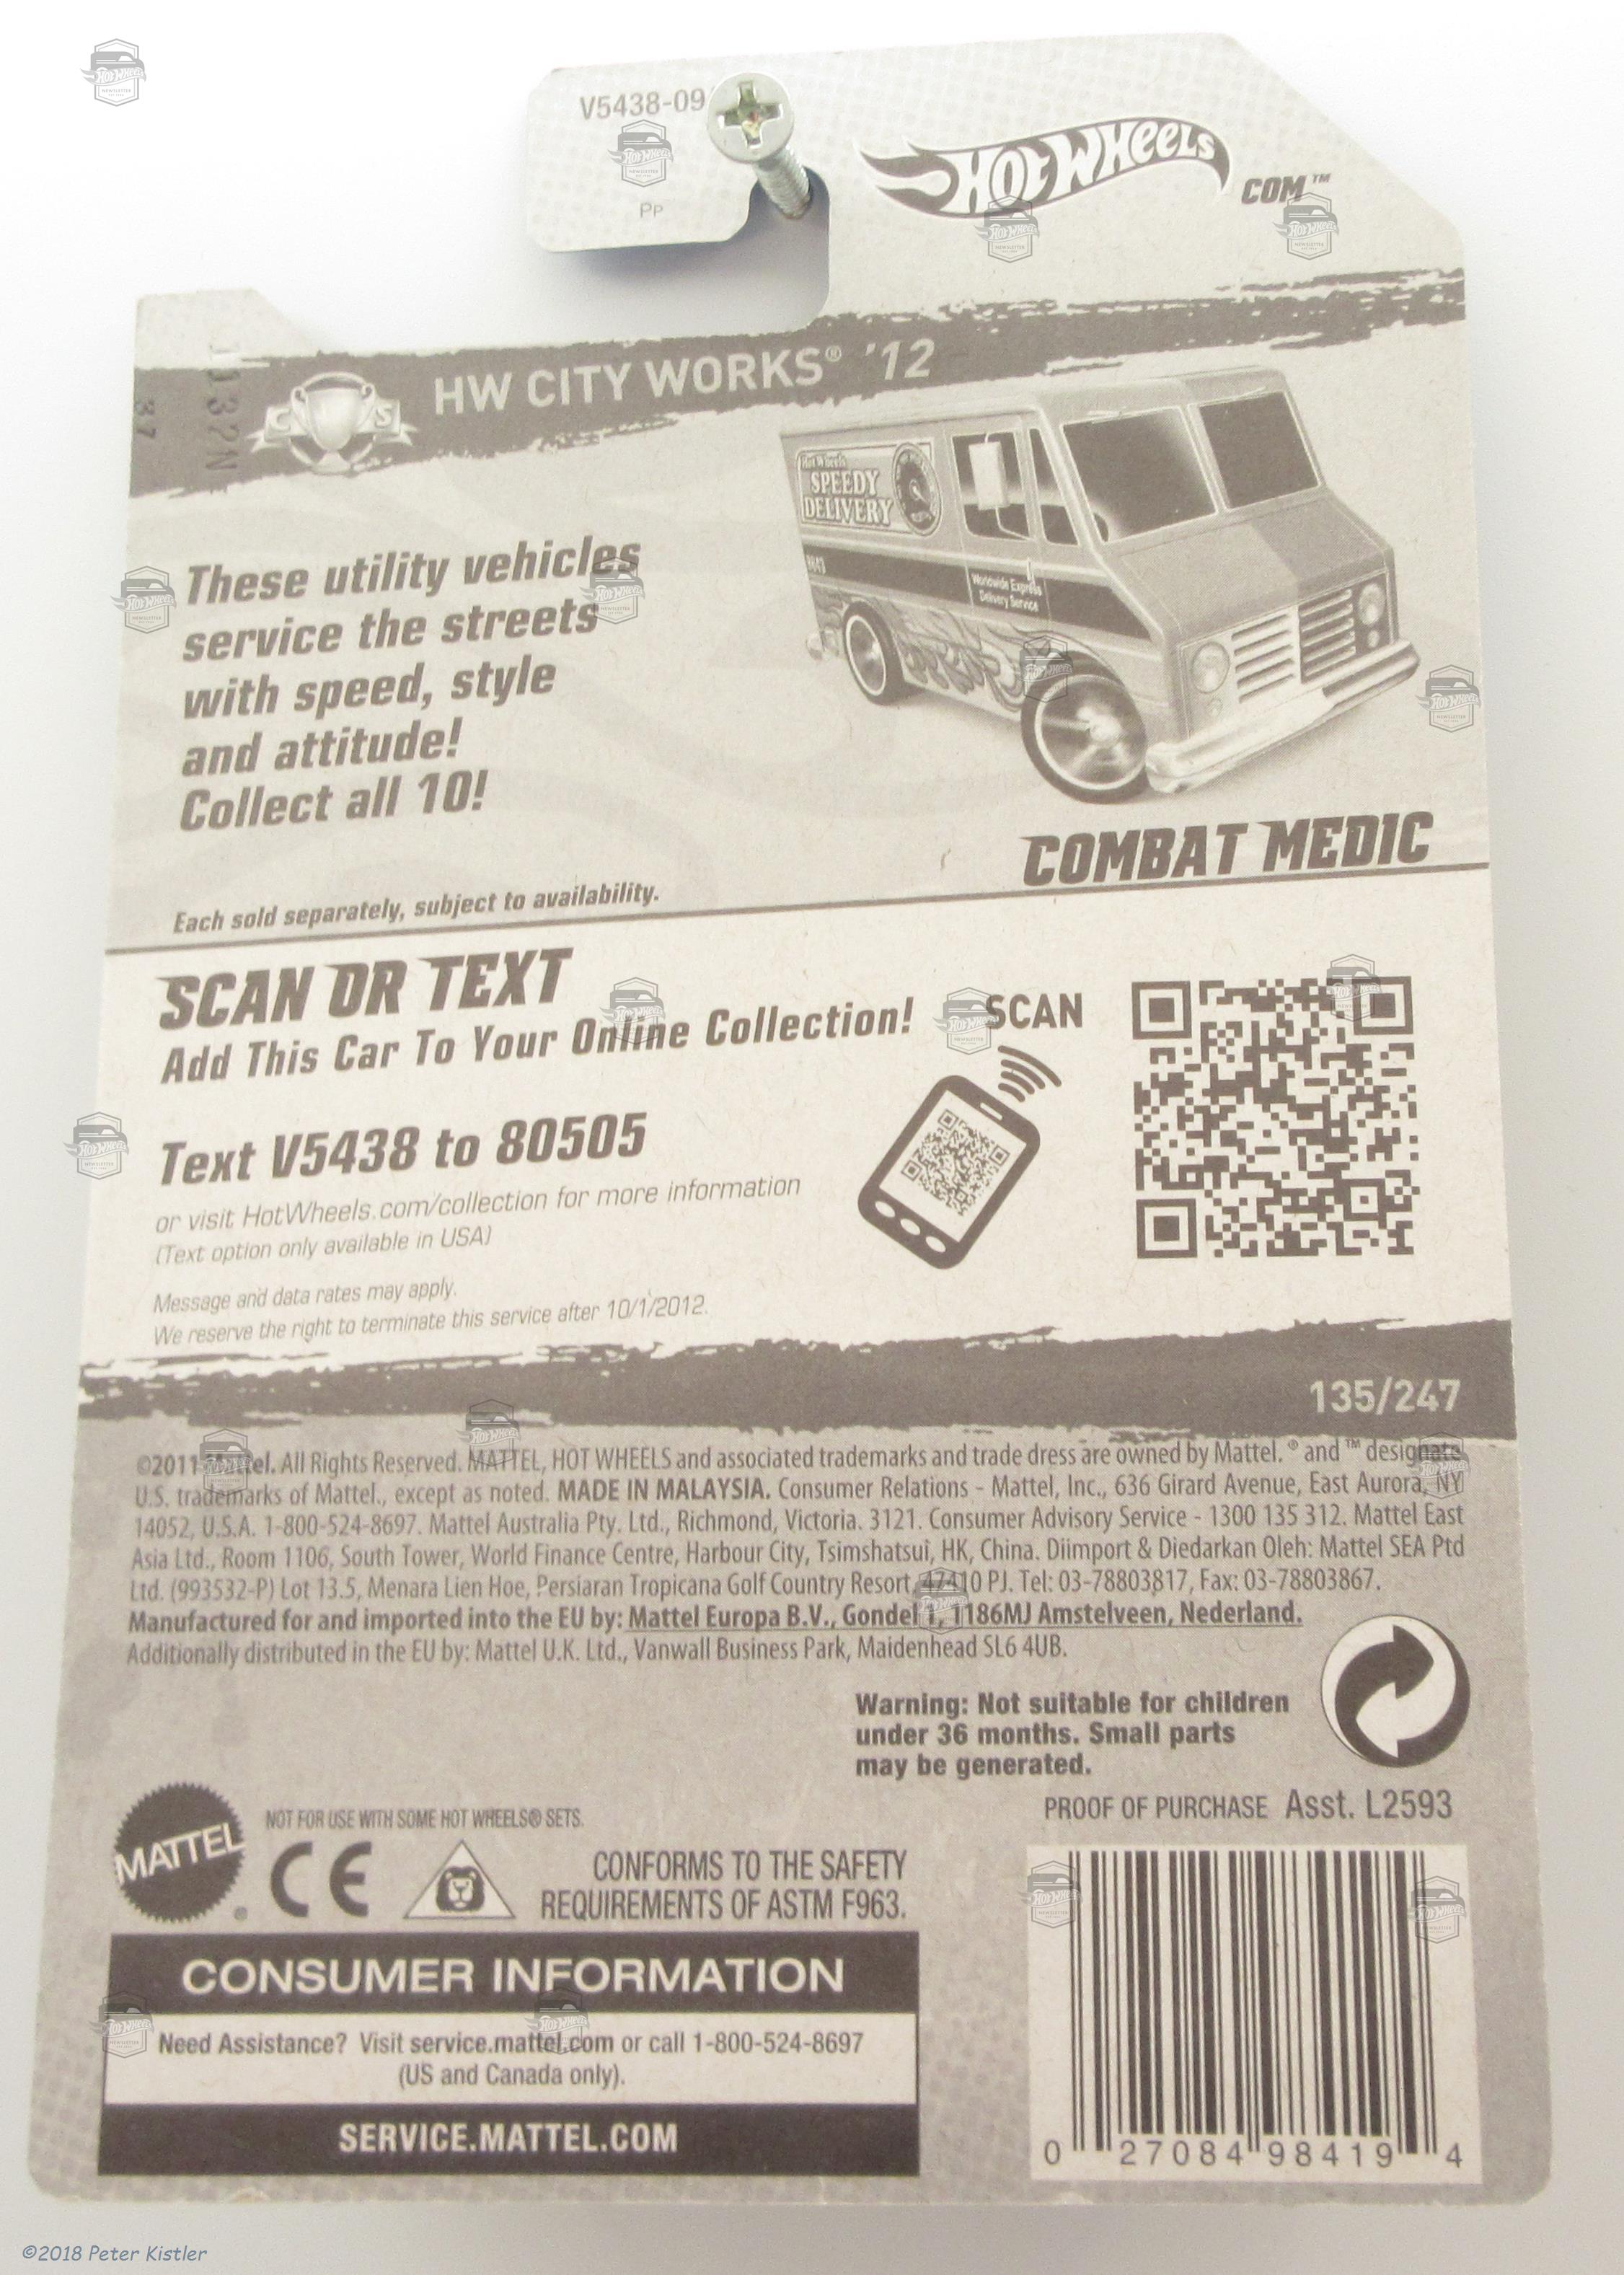 V5438-09
Pp
HOT WHEELS
COM™
HW CITY WORKS® '12
C S
37
Hot Wheels
SPEEDY
DELIVERY
Worldwide Express
Delivery Service
These utility vehicles
service the streets
with speed, style
and attitude!
Collect all 10!
COMBAT MEDIC
Each sold separately, subject to availability.
SCAN OR TEXT
Add This Car To Your Online Collection!
SCAN
Text V5438 to 80505
or visit HotWheels.com/collection for more information
(Text option only available in USA)
Message and data rates may apply.
We reserve the right to terminate this service after 10/1/2012.
135/247
©2011 Mattel. All Rights Reserved. MATTEL, HOT WHEELS and associated trademarks and trade dress are owned by Mattel. ® and ™ designate
U.S. trademarks of Mattel., except as noted. MADE IN MALAYSIA. Consumer Relations - Mattel, Inc., 636 Girard Avenue, East Aurora, NY
14052, U.S.A. 1-800-524-8697. Mattel Australia Pty. Ltd., Richmond, Victoria. 3121. Consumer Advisory Service - 1300 135 312. Mattel East
Asia Ltd., Room 1106, South Tower, World Finance Centre, Harbour City, Tsimshatsui, HK, China. Diimport & Diedarkan Oleh: Mattel SEA Ptd
Ltd. (993532-P) Lot 13.5, Menara Lien Hoe, Persiaran Tropicana Golf Country Resort, 47410 PJ. Tel: 03-78803817, Fax: 03-78803867.
Manufactured for and imported into the EU by: Mattel Europa B.V., Gondel 1, 1186MJ Amstelveen, Nederland.
Additionally distributed in the EU by: Mattel U.K. Ltd., Vanwall Business Park, Maidenhead SL6 4UB.
Warning: Not suitable for children
under 36 months. Small parts
may be generated.
PROOF OF PURCHASE Asst. L2593
MATTEL
®
NOT FOR USE WITH SOME HOT WHEELS® SETS.
CE
CONFORMS TO THE SAFETY
REQUIREMENTS OF ASTM F963.
CONSUMER INFORMATION
Need Assistance? Visit service.mattel.com or call 1-800-524-8697
(US and Canada only).
SERVICE.MATTEL.COM
0 27084 98419 4
©2018 Peter Kistler